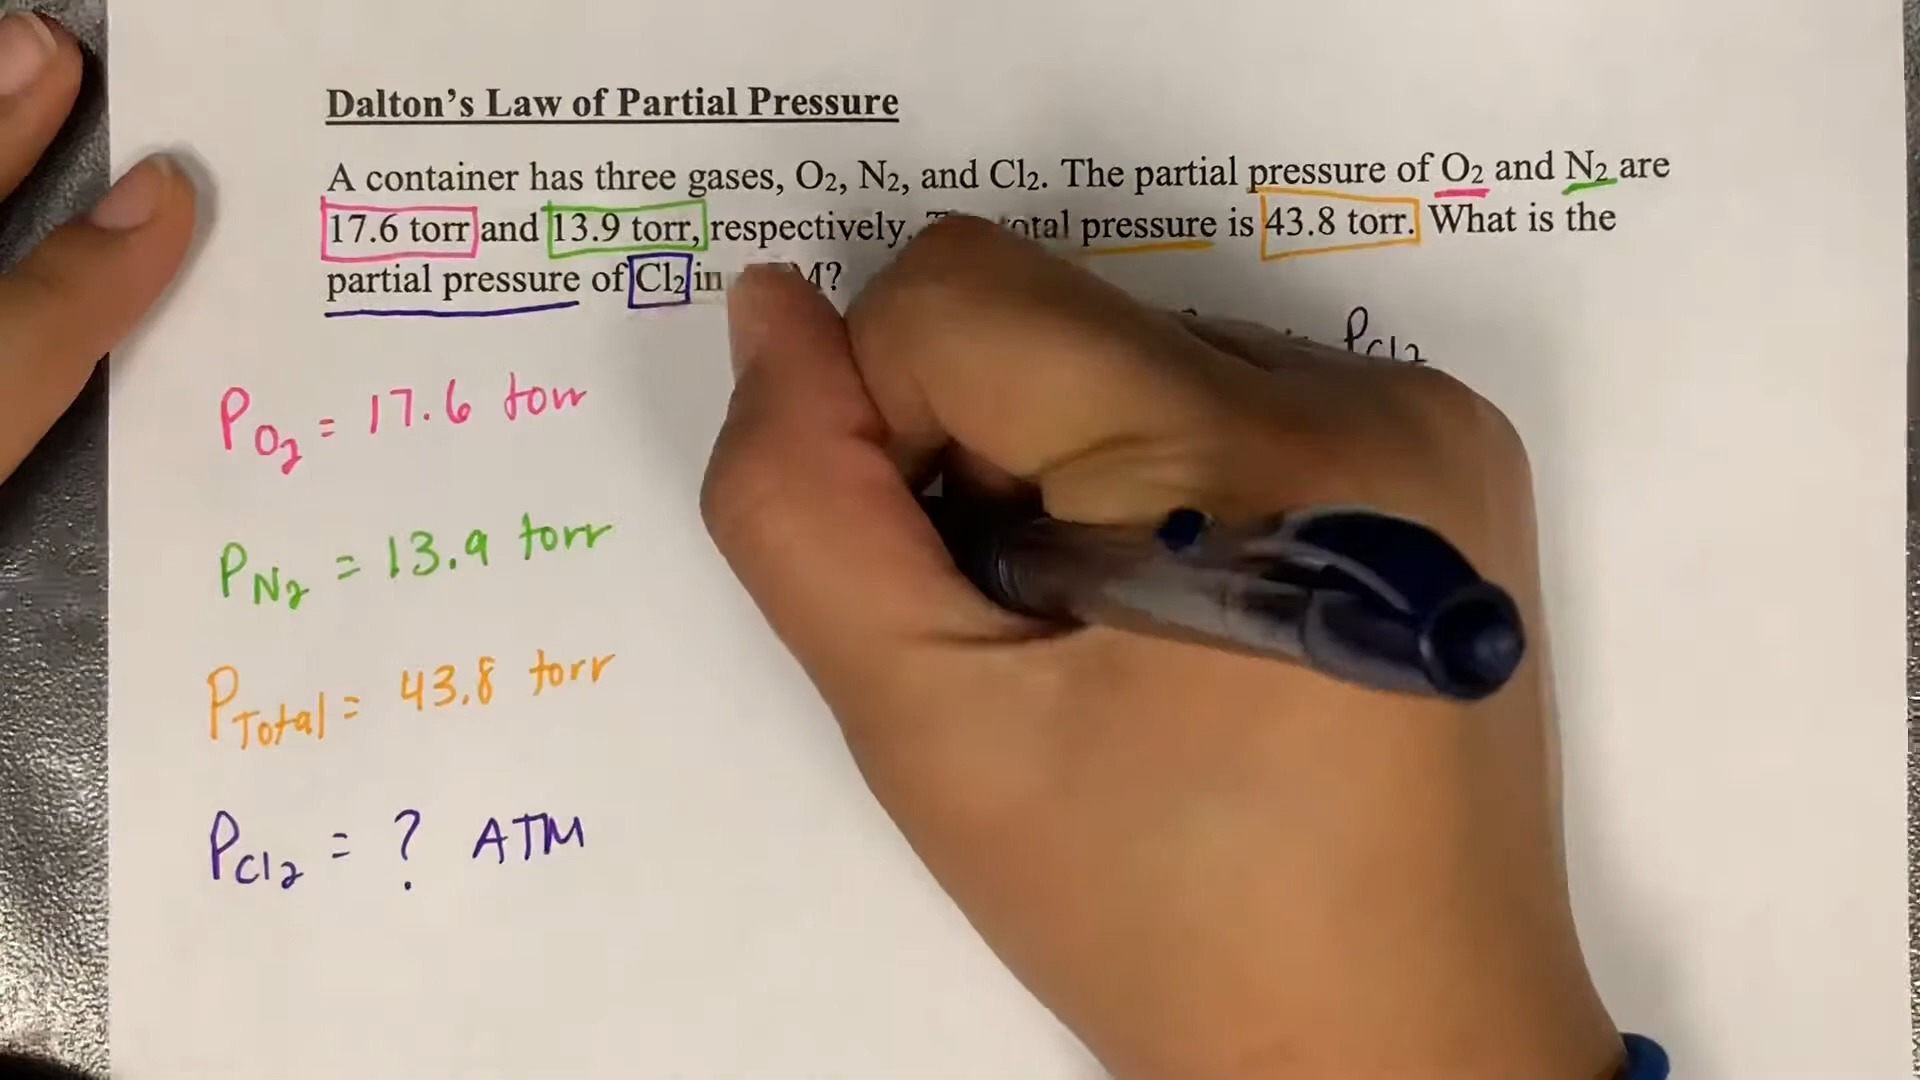 Dalton’s Law of Partial Pressure
A container has three gases, O₂, N₂, and Cl₂. The partial pressure of O₂ and N₂ are
17.6 torr and 13.9 torr, respectively. pressure is 43.8 torr. What is the
partial pressure of Cl₂ in
P_Cl₂
P_O₂ = 17.6 torr
P_N₂ = 13.9 torr
P_Total = 43.8 torr
P_Cl₂ = ? ATM